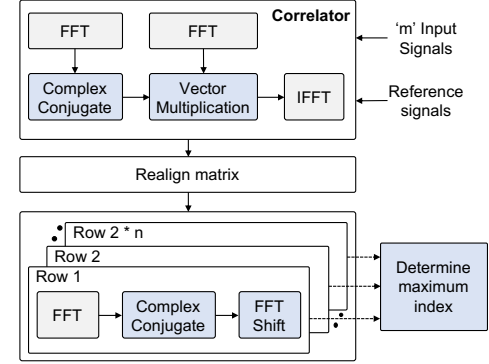 Correlator
FFT
FFT
'm' Input
Signals
Complex
Conjugate
Vector
Multiplication
IFFT
Reference
signals
Realign matrix
Row 2 * n
Row 2
Row 1
FFT
Complex
Conjugate
FFT
Shift
Determine
maximum
index